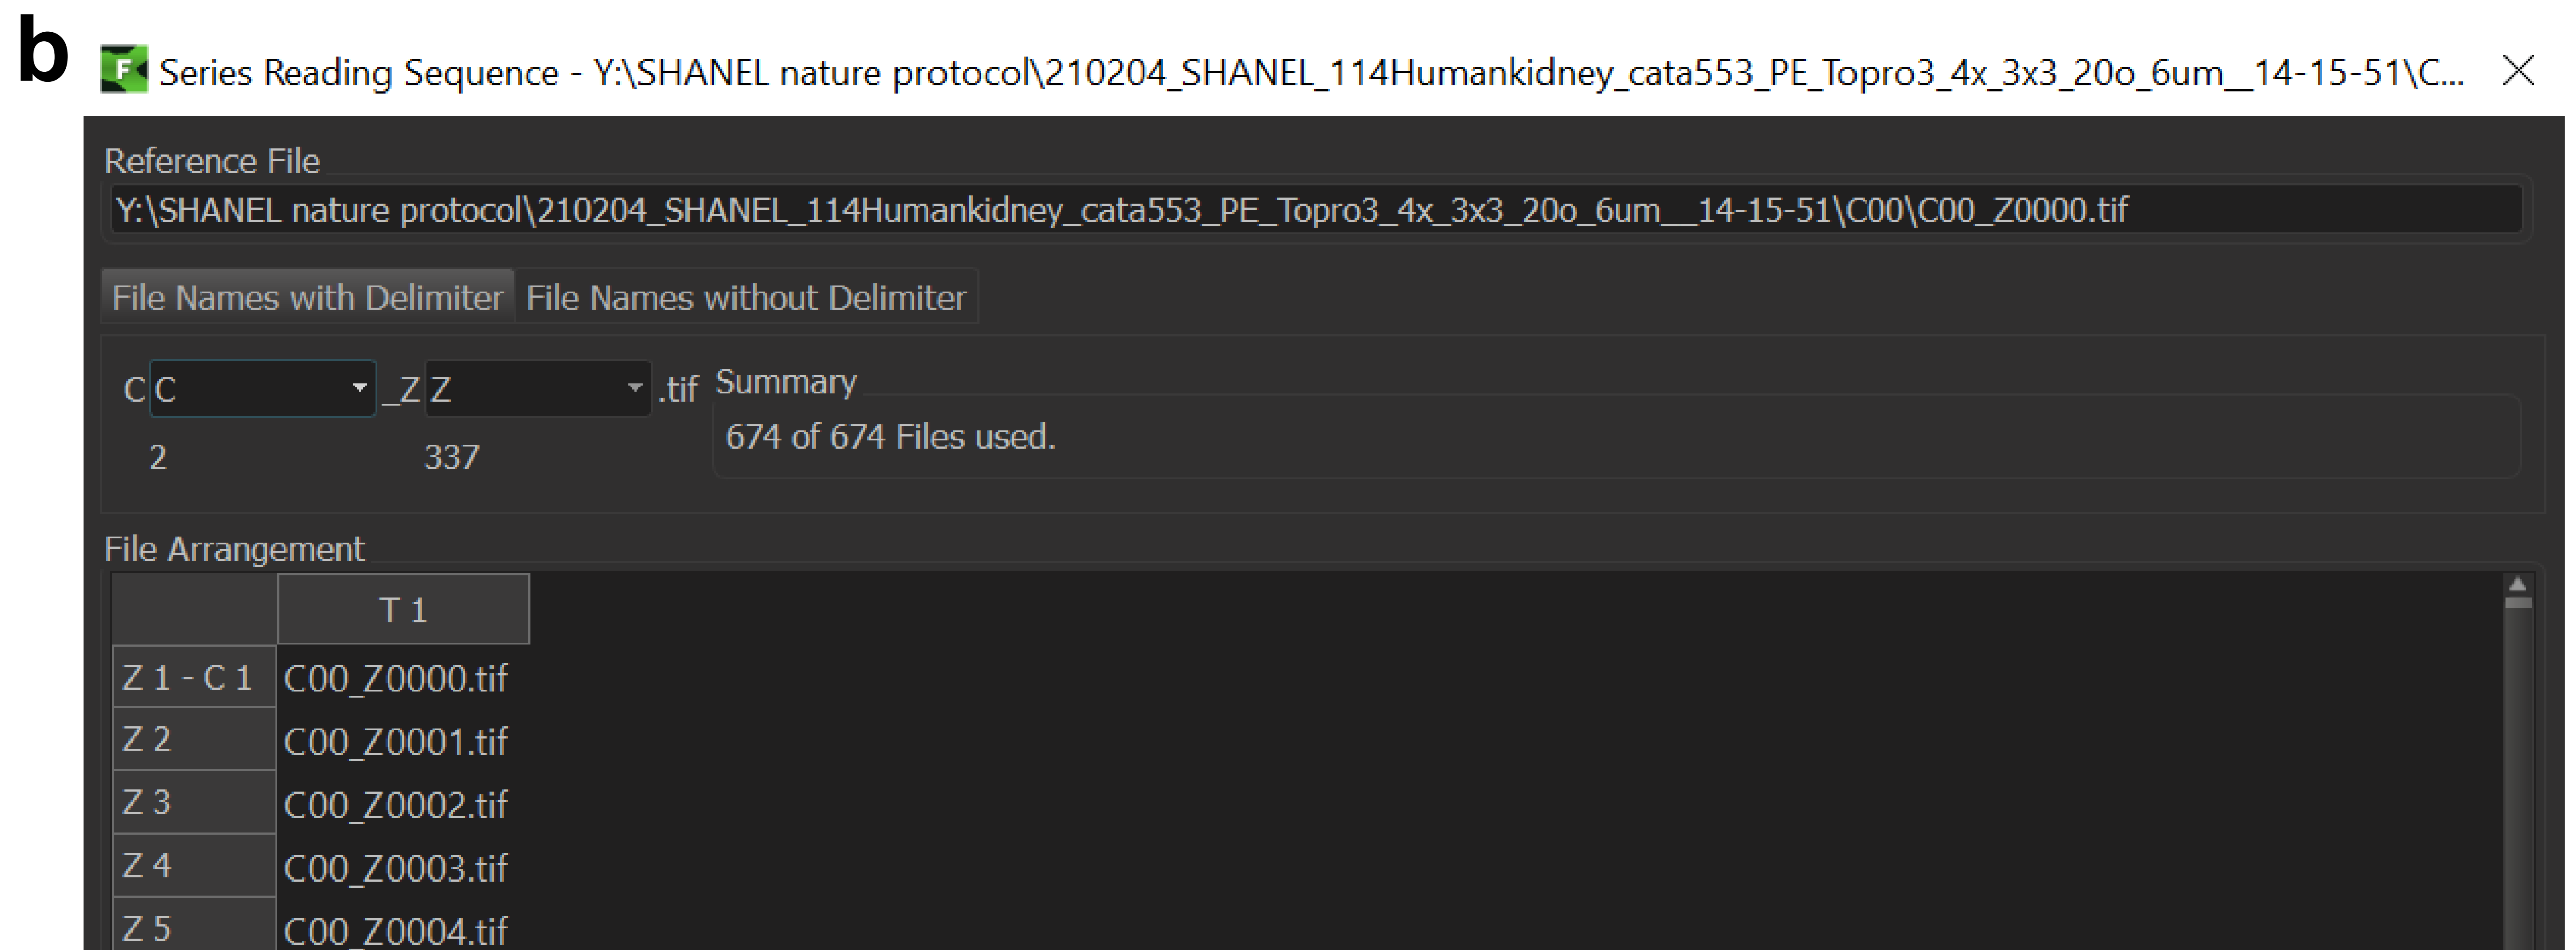 b
F Series Reading Sequence - Y:\SHANEL nature protocol\210204_SHANEL_114Humankidney_cata553_PE_Topro3_4x_3x3_20o_6um__14-15-51\C...
Reference File
Y:\SHANEL nature protocol\210204_SHANEL_114Humankidney_cata553_PE_Topro3_4x_3x3_20o_6um__14-15-51\C00\C00_Z0000.tif
File Names with Delimiter File Names without Delimiter
C C _Z Z .tif Summary
2 337 674 of 674 Files used.
File Arrangement
T 1
Z 1 - C 1 C00_Z0000.tif
Z 2 C00_Z0001.tif
Z 3 C00_Z0002.tif
Z 4 C00_Z0003.tif
Z 5 C00_Z0004.tif